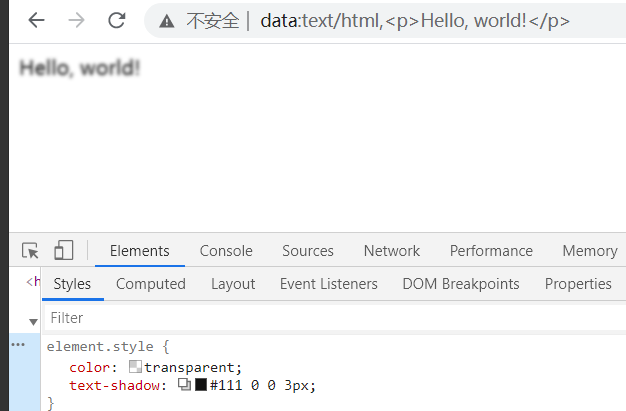 不安全 | data:text/html,<p>Hello, world!</p>
Hello, world!
Elements Console Sources Network Performance Memory
<h
Styles Computed Layout Event Listeners DOM Breakpoints Properties
Filter
element.style {
color: transparent;
text-shadow: #111 0 0 3px;
}